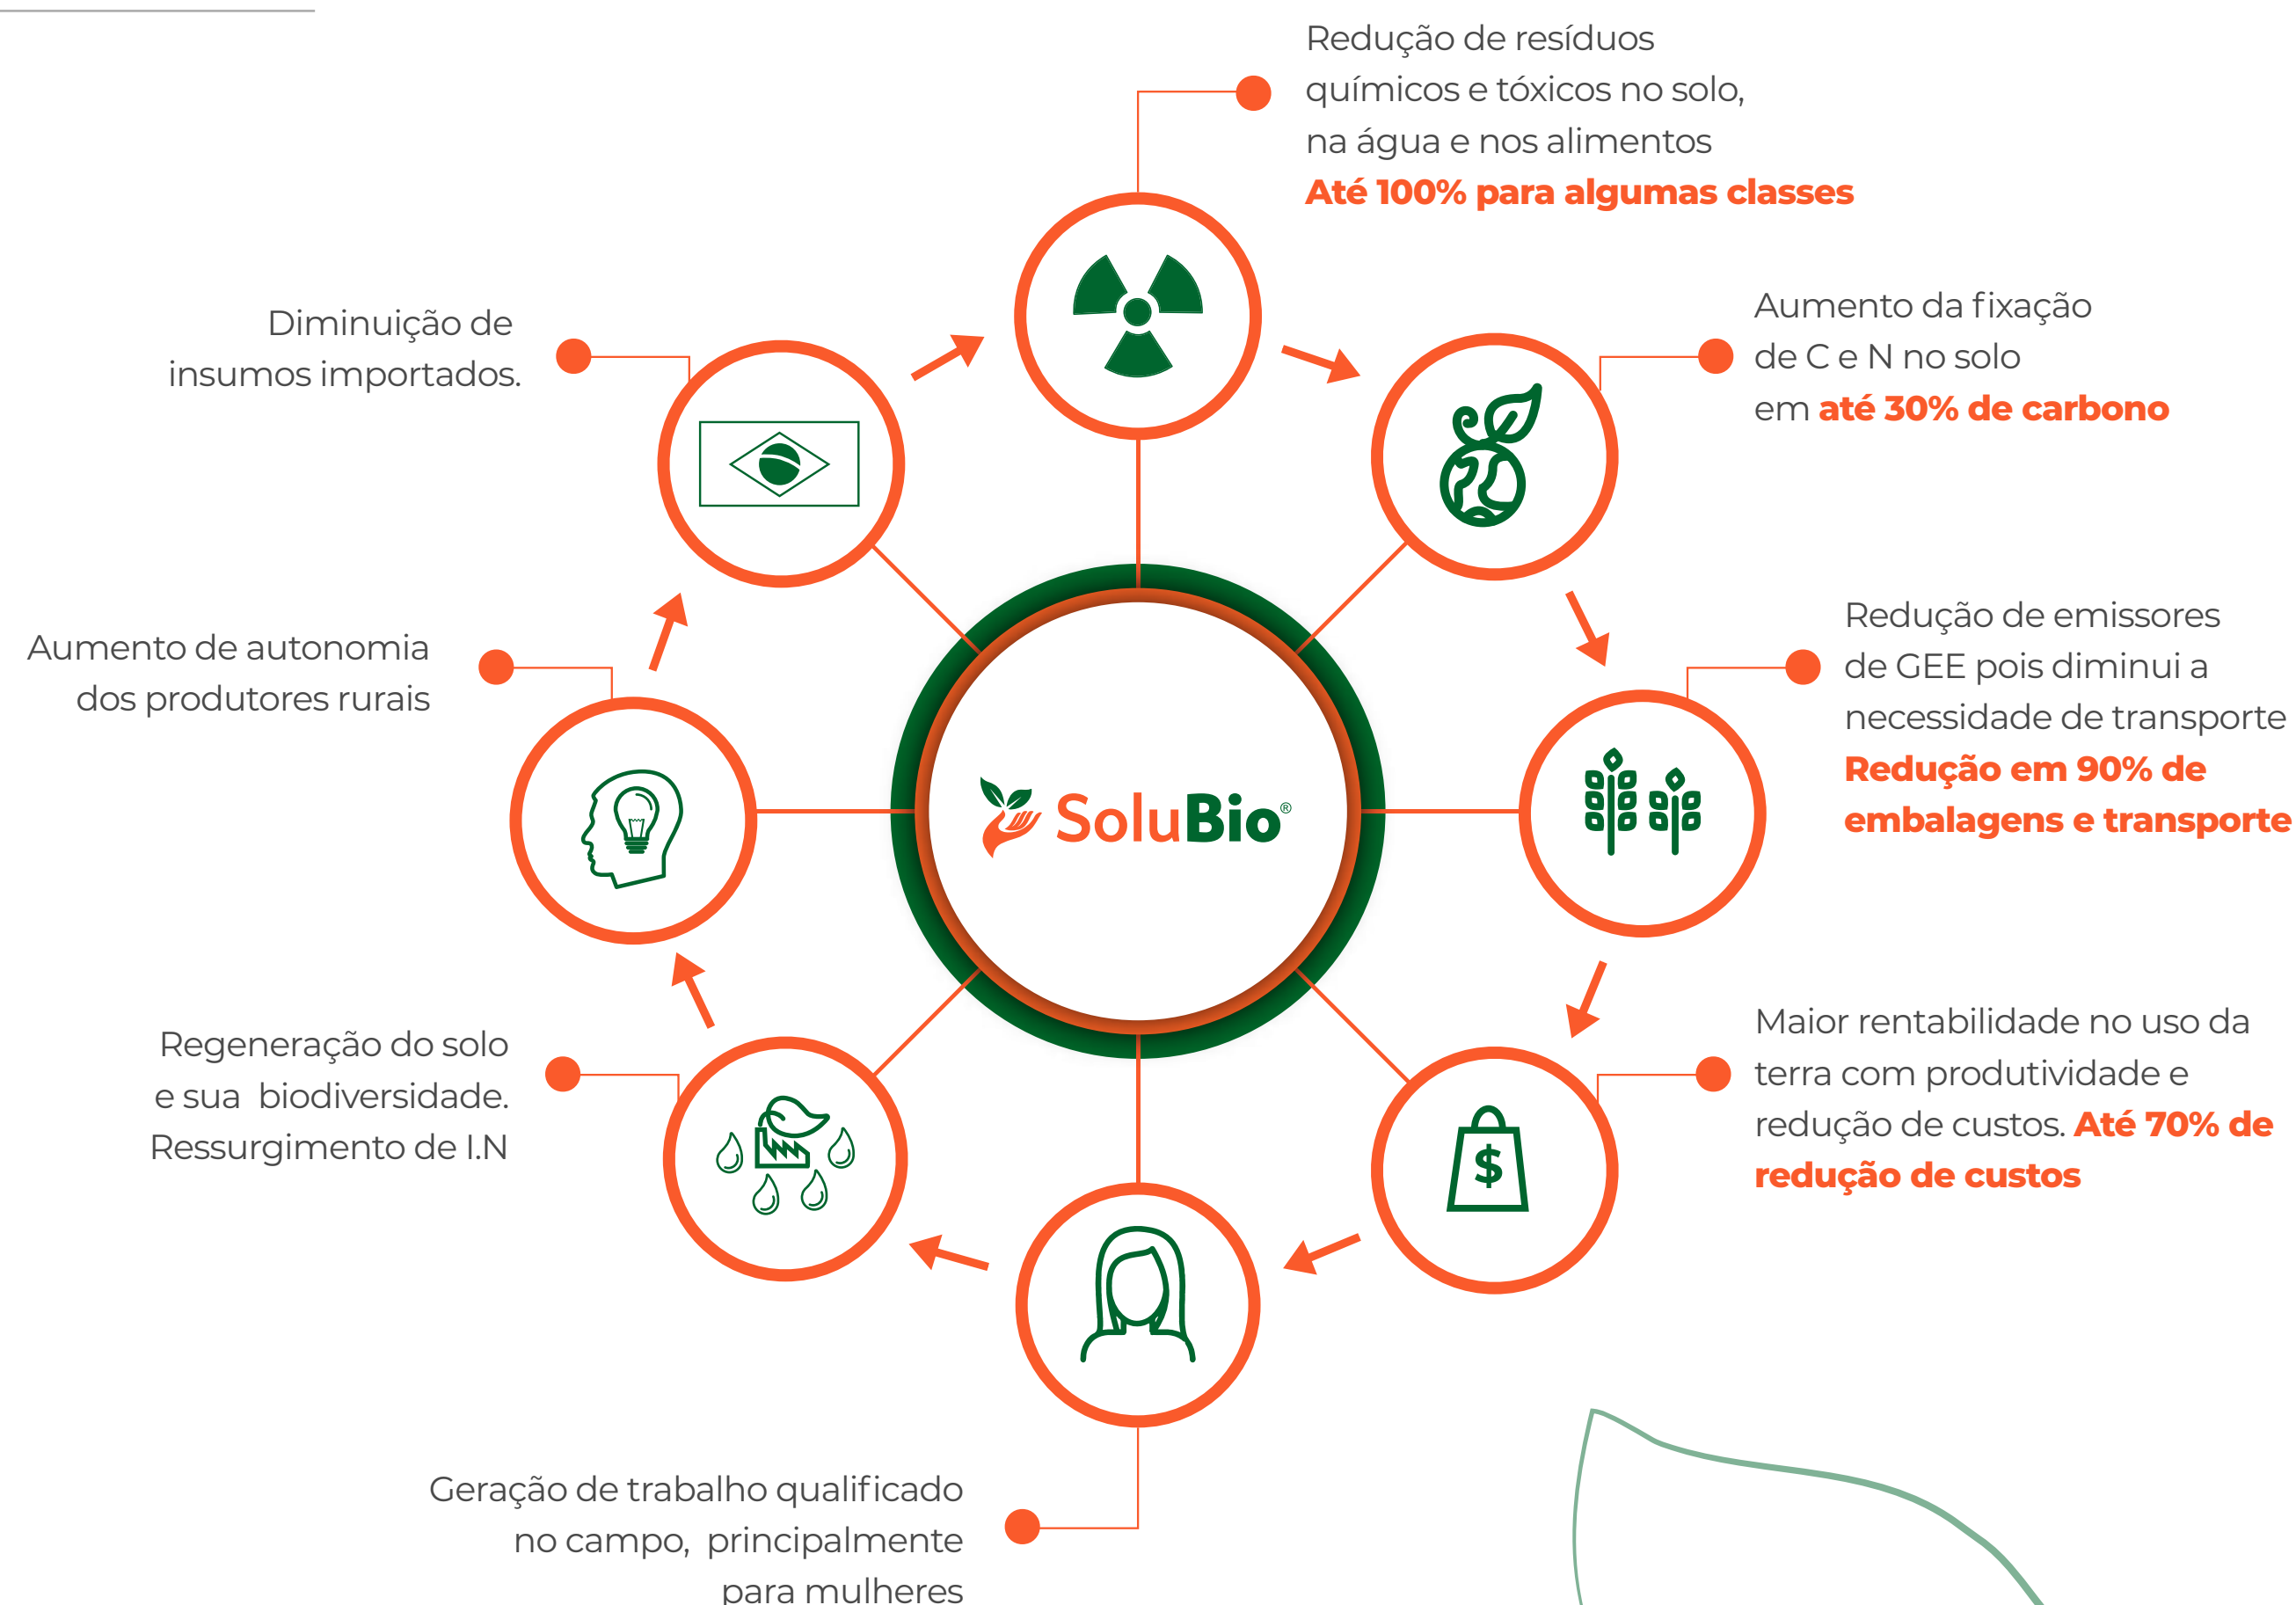 Redução de resíduos
químicos e tóxicos no solo,
na água e nos alimentos
Até 100% para algumas classes
Aumento da fixação
de C e N no solo
em até 30% de carbono
Redução de emissores
de GEE pois diminui a
necessidade de transporte
Redução em 90% de
embalagens e transporte
Maior rentabilidade no uso da
terra com produtividade e
redução de custos. Até 70% de
redução de custos
Geração de trabalho qualificado
no campo, principalmente
para mulheres
Regeneração do solo
e sua biodiversidade.
Ressurgimento de I.N
Aumento de autonomia
dos produtores rurais
Diminuição de
insumos importados.
SoluBio®
$